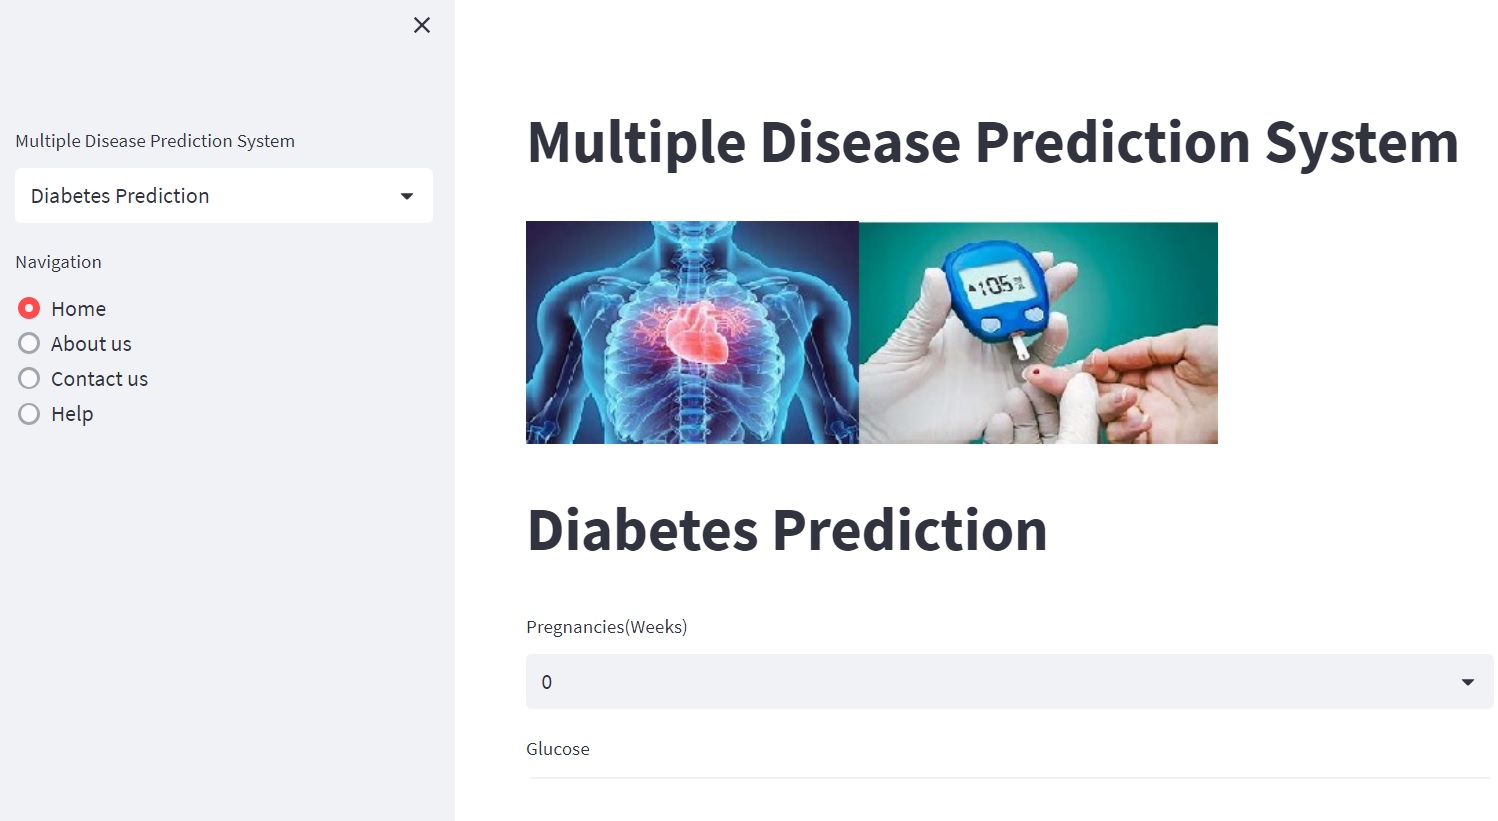 Multiple Disease Prediction System
Diabetes Prediction
Navigation
Home
About us
Contact us
Help
Multiple Disease Prediction System
105
Diabetes Prediction
Pregnancies(Weeks)
0
Glucose